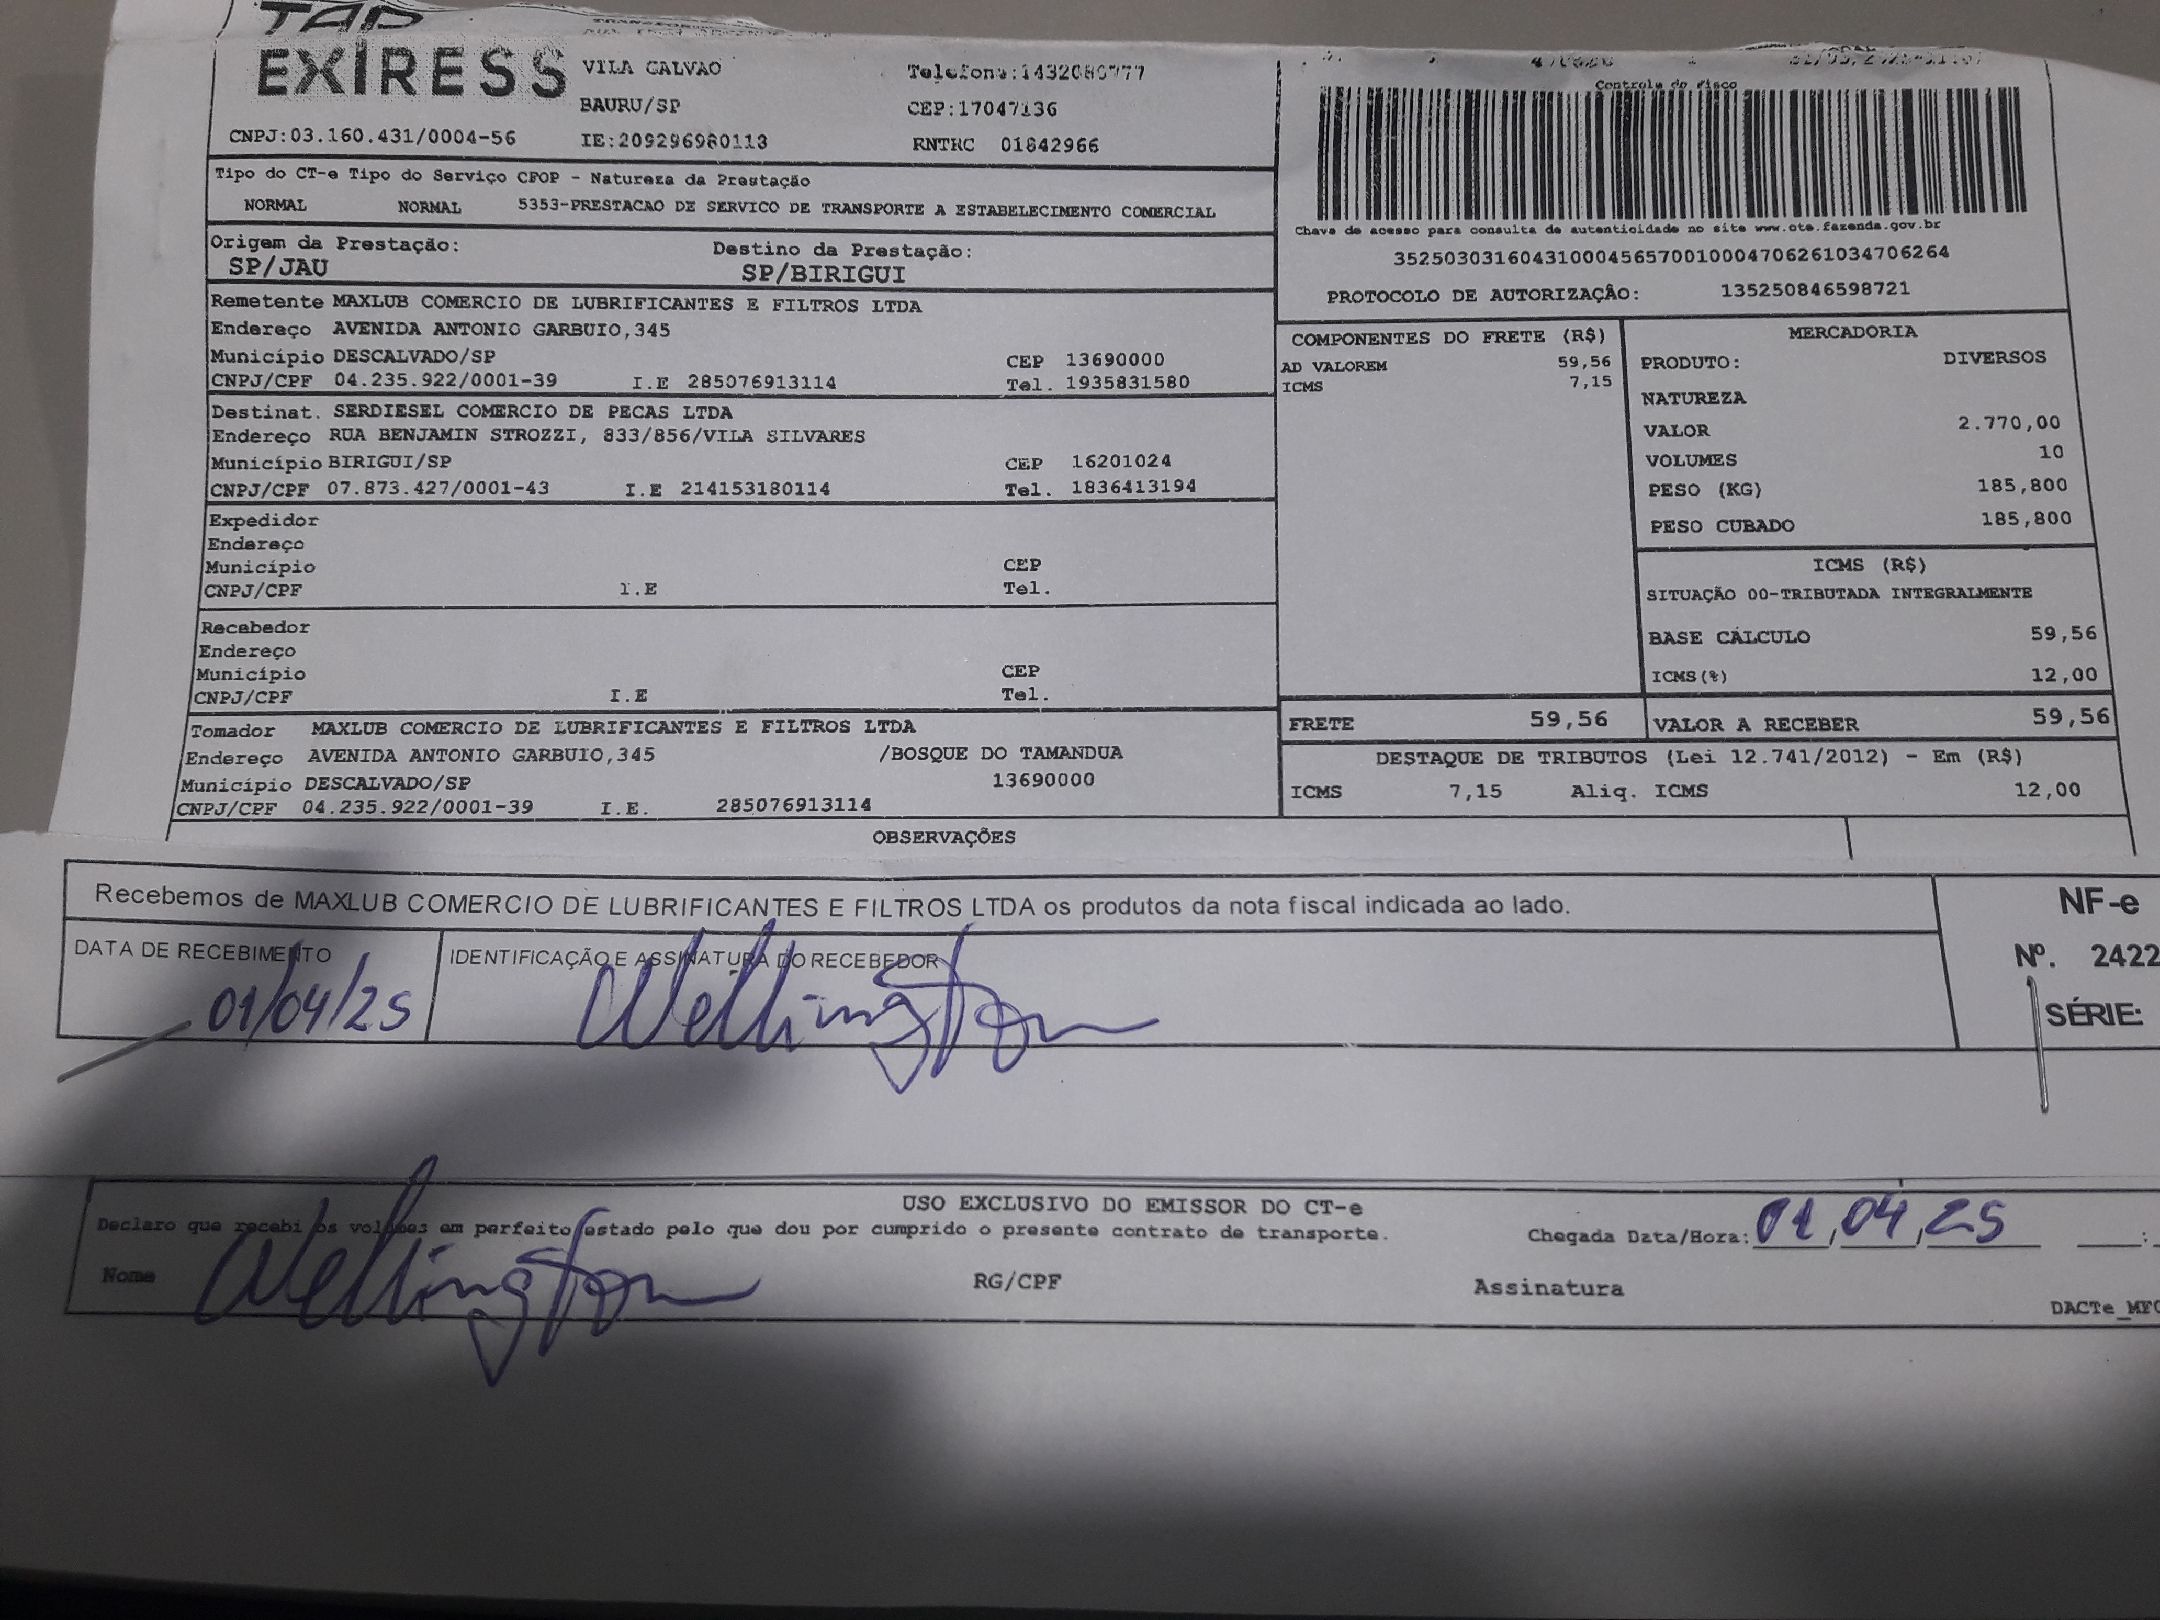 TAP
EXPRESS
VILA GALVAO
Telefone:1432080777
BAURU/SP
CEP:17047136
CNPJ:03.160.431/0004-56 IE:209296980113 RNTRC 01842966
Controle do Fisco
Tipo do CT-e Tipo do Serviço CFOP - Natureza da Prestação
NORMAL NORMAL 5353-PRESTACAO DE SERVICO DE TRANSPORTE A ESTABELECIMENTO COMERCIAL
Chave de acesso para consulta de autenticidade no site www.cte.fazenda.gov.br
35250303160431000456570010004706261034706264
PROTOCOLO DE AUTORIZAÇÂO: 135250846598721
Origem da Prestação: Destino da Prestação:
SP/JAU SP/BIRIGUI
Remetente MAXLUB COMERCIO DE LUBRIFICANTES E FILTROS LTDA
Endereço AVENIDA ANTONIO GARBUIO,345
Município DESCALVADO/SP CEP 13690000
CNPJ/CPF 04.235.922/0001-39 I.E 285076913114 Tel. 1935831580
Destinat. SERDIESEL COMERCIO DE PECAS LTDA
Endereço RUA BENJAMIN STROZZI, 833/856/VILA SILVARES
Município BIRIGUI/SP CEP 16201024
CNPJ/CPF 07.873.427/0001-43 I.E 214153180114 Tel. 1836413194
Expedidor
Endereço
Município CEP
CNPJ/CPF I.E Tel.
Recebedor
Endereço
Município CEP
CNPJ/CPF I.E Tel.
Tomador MAXLUB COMERCIO DE LUBRIFICANTES E FILTROS LTDA
Endereço AVENIDA ANTONIO GARBUIO,345 /BOSQUE DO TAMANDUA
Município DESCALVADO/SP 13690000
CNPJ/CPF 04.235.922/0001-39 I.E. 285076913114
COMPONENTES DO FRETE (R$)
AD VALOREM 59,56
ICMS 7,15
MERCADORIA
PRODUTO: DIVERSOS
NATUREZA
VALOR 2.770,00
VOLUMES 10
PESO (KG) 185,800
PESO CUBADO 185,800
ICMS (R$)
SITUAÇÃO 00-TRIBUTADA INTEGRALMENTE
BASE CÁLCULO 59,56
ICMS(%) 12,00
FRETE 59,56 VALOR A RECEBER 59,56
DESTAQUE DE TRIBUTOS (Lei 12.741/2012) - Em (R$)
ICMS 7,15 Aliq. ICMS 12,00
OBSERVAÇÕES
Recebemos de MAXLUB COMERCIO DE LUBRIFICANTES E FILTROS LTDA os produtos da nota fiscal indicada ao lado.
NF-e
DATA DE RECEBIMENTO IDENTIFICAÇÃO E ASSINATURA DO RECEBEDOR
Nº. 2422
01/04/25 Wellington
SÉRIE:
USO EXCLUSIVO DO EMISSOR DO CT-e
Declaro que recebi os volumes em perfeito estado pelo que dou por cumprido o presente contrato de transporte. Chegada Data/Hora: 01,04,25 :
Nome Wellington RG/CPF Assinatura